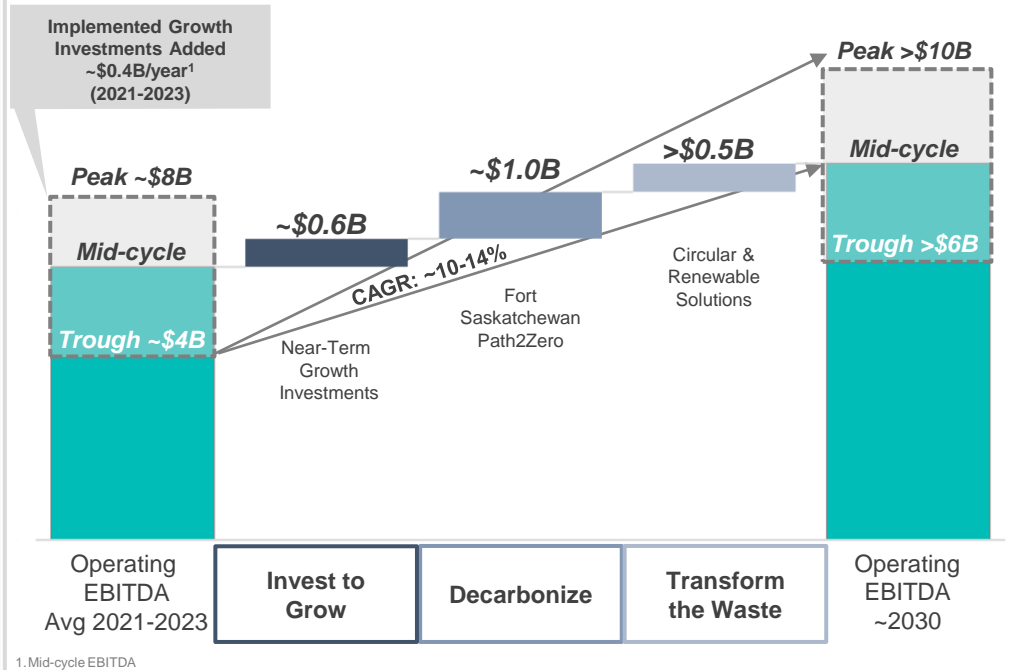 Implemented Growth
Investments Added
~$0.4B/year¹
(2021-2023)
Peak ~$8B
Mid-cycle
Trough ~$4B
~$0.6B
~$1.0B
>$0.5B
Peak >$10B
Mid-cycle
Trough >$6B
CAGR: ~10-14%
Near-Term
Growth
Investments
Fort
Saskatchewan
Path2Zero
Circular &
Renewable
Solutions
Operating
EBITDA
Avg 2021-2023
Invest to
Grow
Decarbonize
Transform
the Waste
Operating
EBITDA
~2030
1. Mid-cycle EBITDA